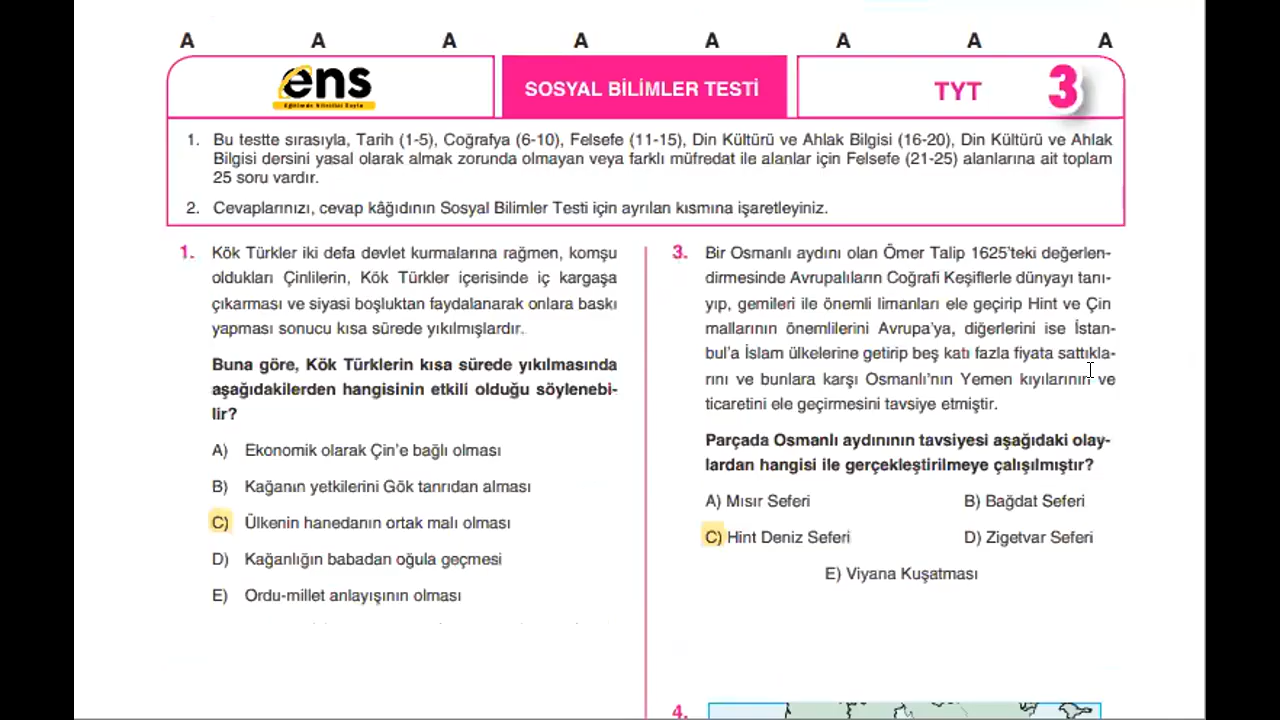 A A A A A A A A
ens
Eğitimde Bilinilir Sayfa
SOSYAL BİLİMLER TESTİ
TYT 3
1. Bu testte sırasıyla, Tarih (1-5), Coğrafya (6-10), Felsefe (11-15), Din Kültürü ve Ahlak Bilgisi (16-20), Din Kültürü ve Ahlak
Bilgisi dersini yasal olarak almak zorunda olmayan veya farklı müfredat ile alanlar için Felsefe (21-25) alanlarına ait toplam
25 soru vardır.
2. Cevaplarınızı, cevap kâğıdının Sosyal Bilimler Testi için ayrılan kısmına işaretleyiniz.
1. Kök Türkler iki defa devlet kurmalarına rağmen, komşu
oldukları Çinlilerin, Kök Türkler içerisinde iç kargaşa
çıkarması ve siyasi boşluktan faydalanarak onlara baskı
yapması sonucu kısa sürede yıkılmışlardır.
Buna göre, Kök Türklerin kısa sürede yıkılmasında
aşağıdakilerden hangisinin etkili olduğu söylenebi-
lir?
A) Ekonomik olarak Çin'e bağlı olması
B) Kağanın yetkilerini Gök tanrıdan alması
C) Ülkenin hanedanın ortak malı olması
D) Kağanlığın babadan oğula geçmesi
E) Ordu-millet anlayışının olması
3. Bir Osmanlı aydını olan Ömer Talip 1625'teki değerlen-
dirmesinde Avrupalıların Coğrafi Keşiflerle dünyayı tanı-
yıp, gemileri ile önemli limanları ele geçirip Hint ve Çin
mallarının önemlilerini Avrupa'ya, diğerlerini ise İstan-
bul'a İslam ülkelerine getirip beş katı fazla fiyata sattıkla-
rını ve bunlara karşı Osmanlı'nın Yemen kıyılarının ve
ticaretini ele geçirmesini tavsiye etmiştir.
Parçada Osmanlı aydınının tavsiyesi aşağıdaki olay-
lardan hangisi ile gerçekleştirilmeye çalışılmıştır?
A) Mısır Seferi B) Bağdat Seferi
C) Hint Deniz Seferi D) Zigetvar Seferi
E) Viyana Kuşatması
4.